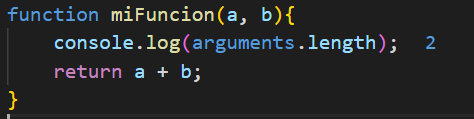 function miFuncion(a, b){
    console.log(arguments.length);   2
    return a + b;
}